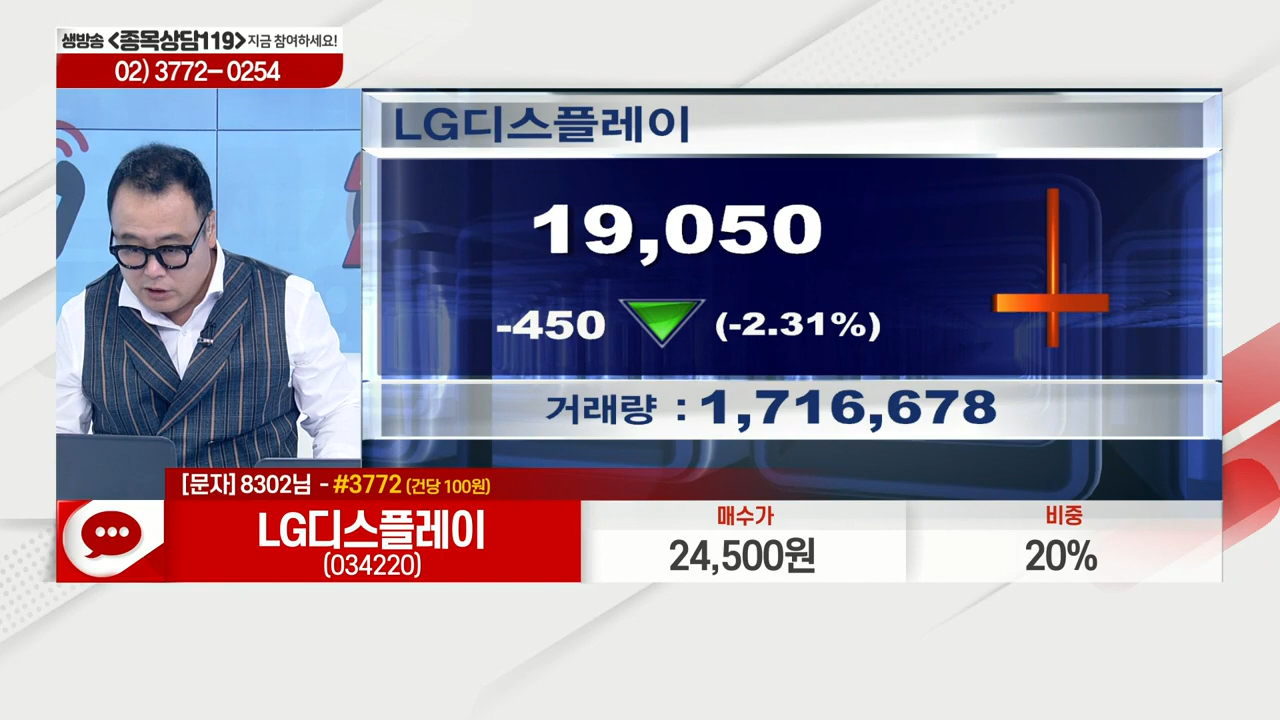 생방송 <종목상담119> 지금 참여하세요!
02) 3772-0254
LG디스플레이
19,050
-450 (-2.31%)
거래량 : 1,716,678
[문자] 8302님 - #3772 (건당 100원)
LG디스플레이
(034220)
매수가
24,500원
비중
20%